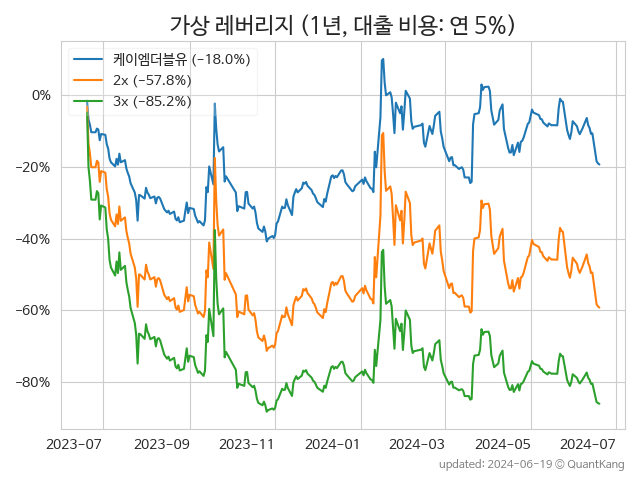 가상 레버리지 (1년, 대출 비용: 연 5%)
케이엠더블유 (−18.0%)
2x (−57.8%)
3x (−85.2%)
0%
−20%
−40%
−60%
−80%
2023-07 2023-09 2023-11 2024-01 2024-03 2024-05 2024-07
updated: 2024-06-19 © QuantKang